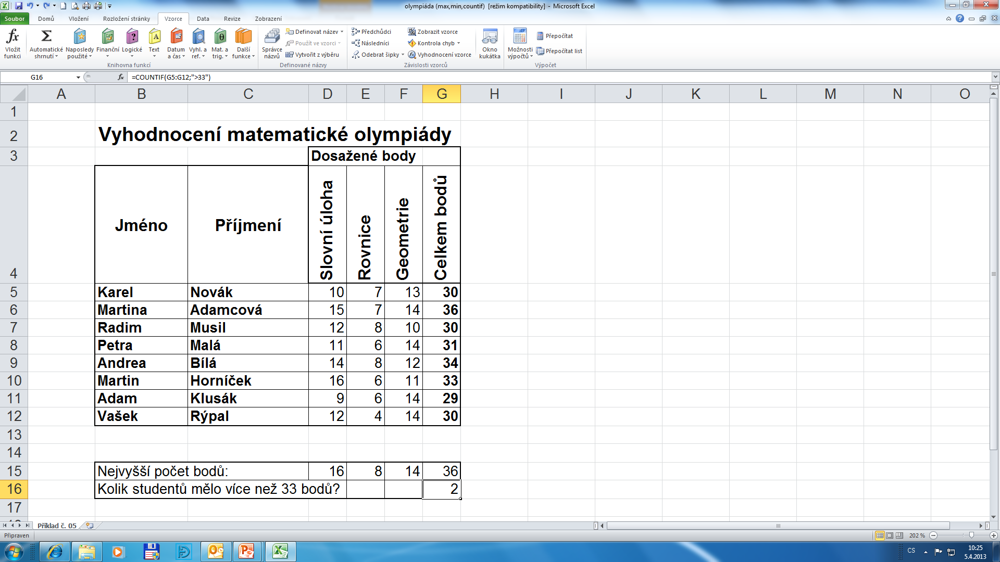 olympiáda (max,min,countif) [režim kompatibility] - Microsoft Excel
Soubor Domů Vložení Rozložení stránky Vzorce Data Revize Zobrazení
Vložit funkci
Automatické shrnutí
Naposledy použité
Finanční
Logické
Text
Datum a čas
Vyhl. a ref.
Mat. a trig.
Další funkce
Knihovna funkcí
Správce názvů
Definovat název
Použít ve vzorci
Vytvořit z výběru
Definované názvy
Předchůdci
Následníci
Odebrat šipky
Zobrazit vzorce
Kontrola chyb
Vyhodnocení vzorce
Závislosti vzorců
Okno kukátka
Možnosti výpočtů
Přepočítat
Přepočítat list
Výpočet
G16 fx =COUNTIF(G5:G12;">33")
A B C D E F G H I J K L M N O
1
2 Vyhodnocení matematické olympiády
3 Dosažené body
4 Jméno Příjmení Slovní úloha Rovnice Geometrie Celkem bodů
5 Karel Novák 10 7 13 30
6 Martina Adamcová 15 7 14 36
7 Radim Musil 12 8 10 30
8 Petra Malá 11 6 14 31
9 Andrea Bílá 14 8 12 34
10 Martin Horníček 16 6 11 33
11 Adam Klusák 9 6 14 29
12 Vašek Rýpal 12 4 14 30
13
14
15 Nejvyšší počet bodů: 16 8 14 36
16 Kolik studentů mělo více než 33 bodů? 2
17
Příklad č. 05
Připraven 202 %
CS 10:25
5.4.2013